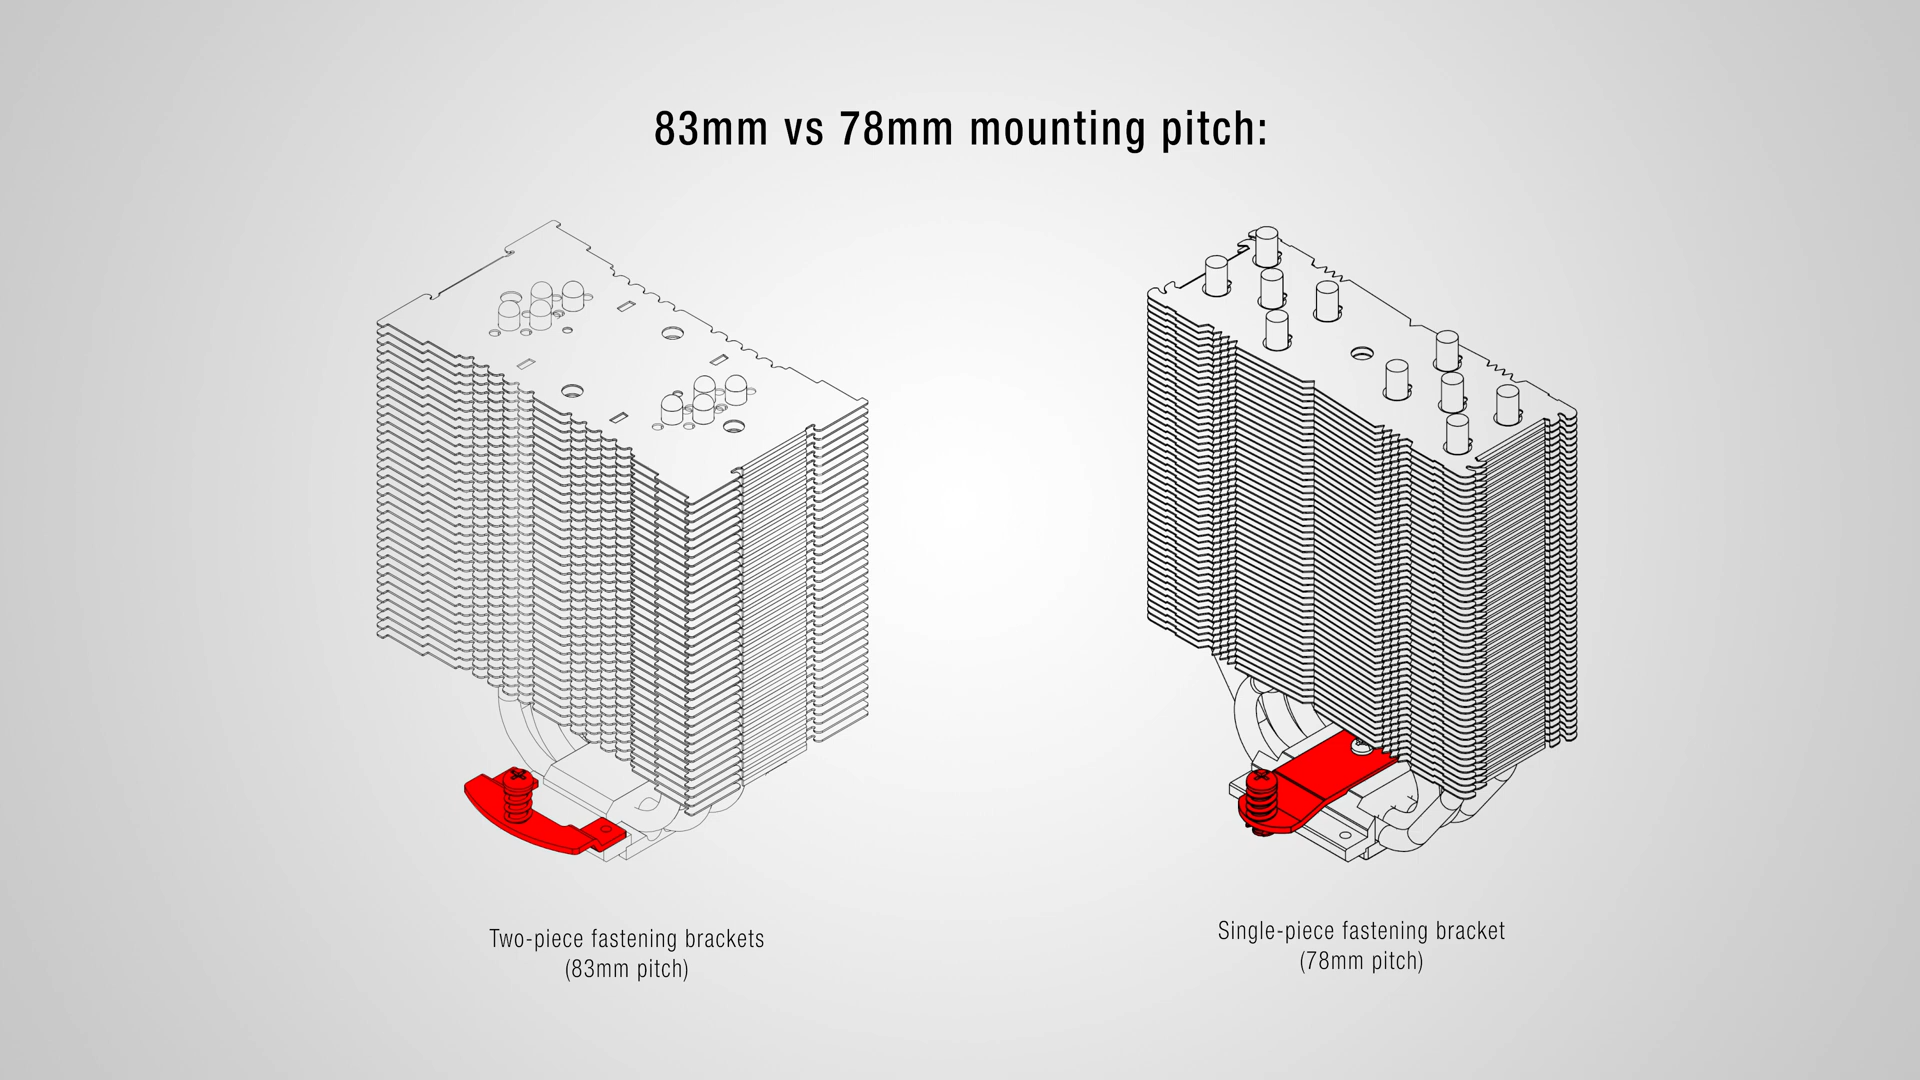 83mm vs 78mm mounting pitch:
Two-piece fastening brackets
(83mm pitch)
Single-piece fastening bracket
(78mm pitch)